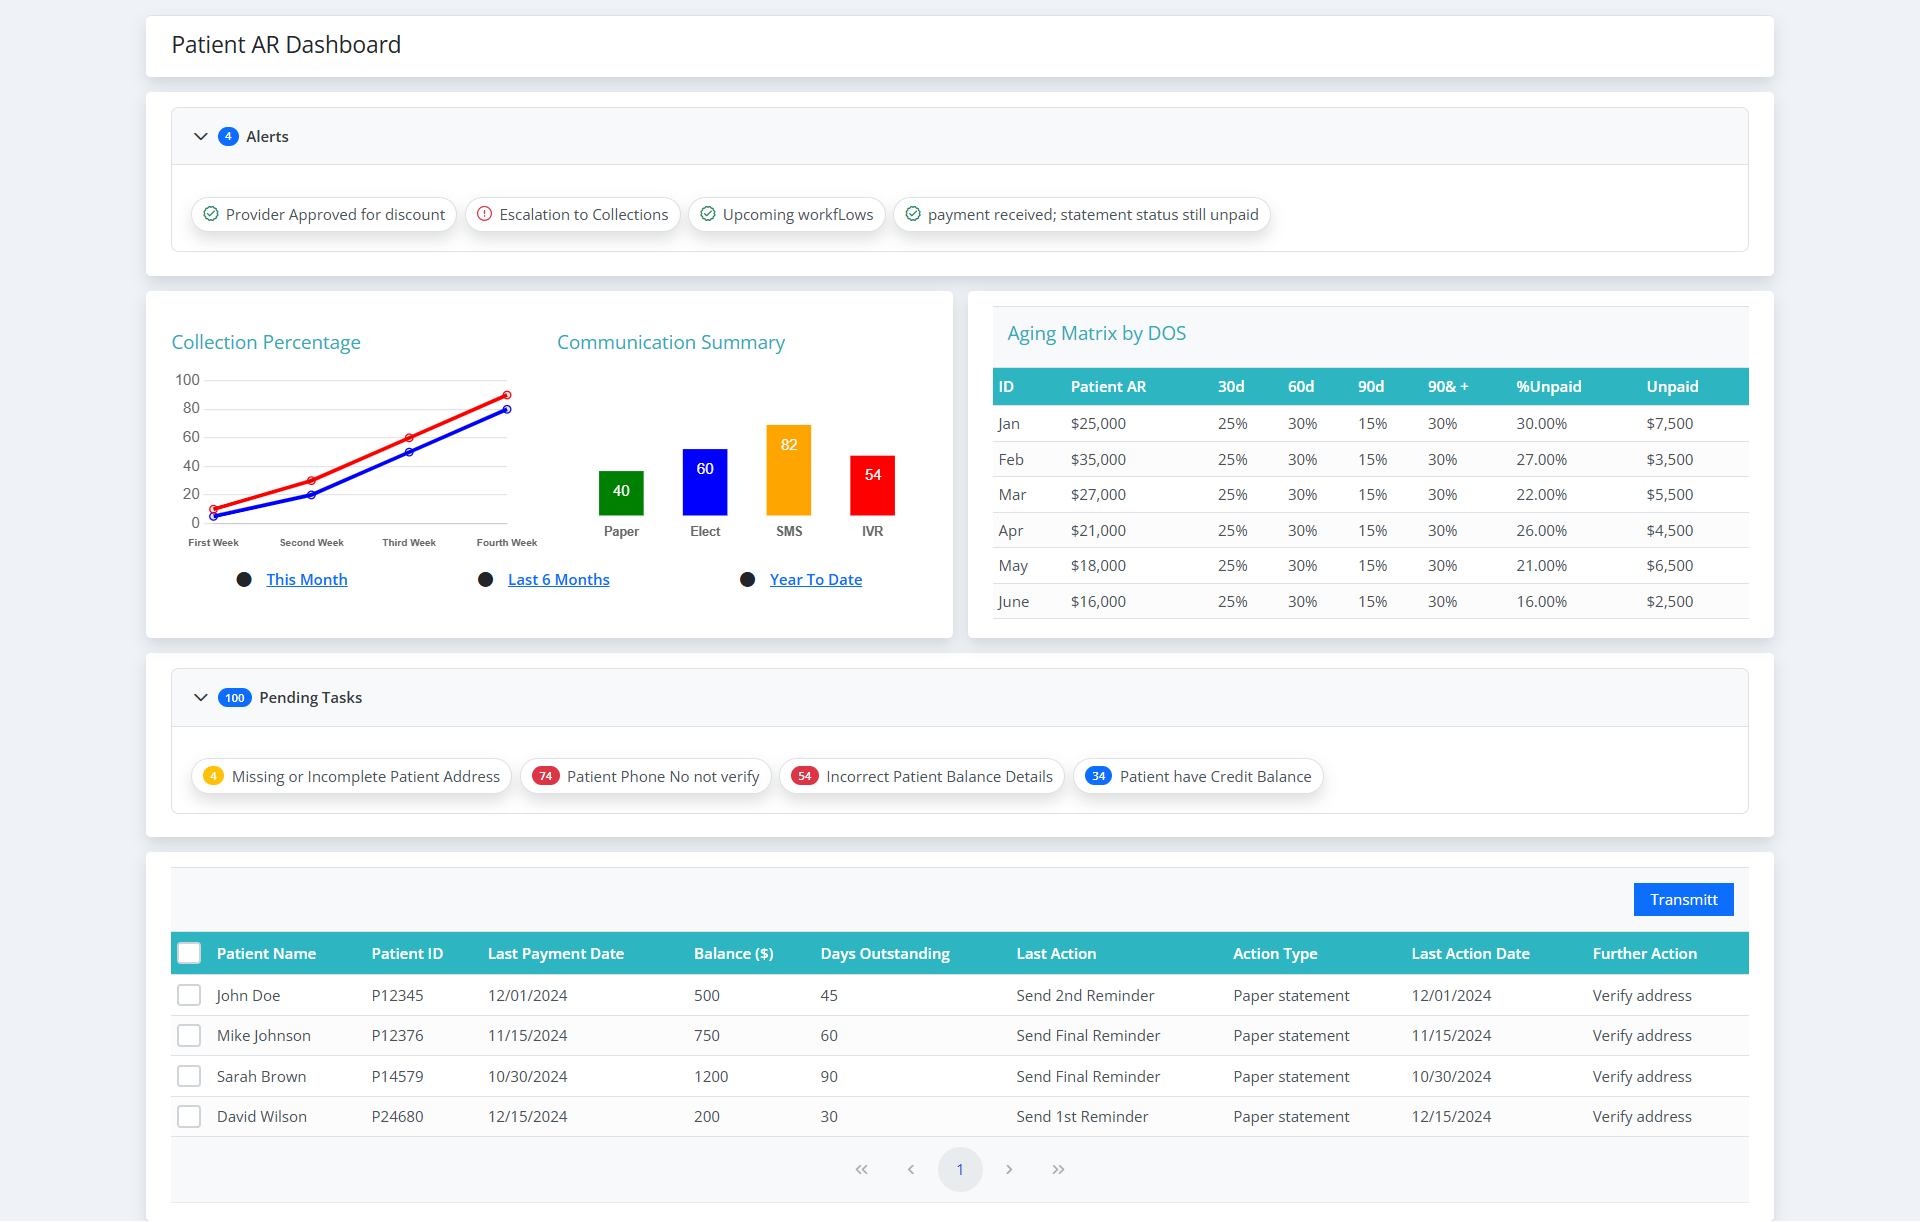 Patient AR Dashboard
4 Alerts
Provider Approved for discount Escalation to Collections Upcoming workfLows payment received; statement status still unpaid
Collection Percentage
100
80
60
40
20
0
First Week Second Week Third Week Fourth Week
Communication Summary
40 60 82 54
Paper Elect SMS IVR
This Month Last 6 Months Year To Date
Aging Matrix by DOS
ID Patient AR 30d 60d 90d 90& + %Unpaid Unpaid
Jan $25,000 25% 30% 15% 30% 30.00% $7,500
Feb $35,000 25% 30% 15% 30% 27.00% $3,500
Mar $27,000 25% 30% 15% 30% 22.00% $5,500
Apr $21,000 25% 30% 15% 30% 26.00% $4,500
May $18,000 25% 30% 15% 30% 21.00% $6,500
June $16,000 25% 30% 15% 30% 16.00% $2,500
100 Pending Tasks
4 Missing or Incomplete Patient Address 74 Patient Phone No not verify 54 Incorrect Patient Balance Details 34 Patient have Credit Balance
Transmitt
Patient Name Patient ID Last Payment Date Balance ($) Days Outstanding Last Action Action Type Last Action Date Further Action
John Doe P12345 12/01/2024 500 45 Send 2nd Reminder Paper statement 12/01/2024 Verify address
Mike Johnson P12376 11/15/2024 750 60 Send Final Reminder Paper statement 11/15/2024 Verify address
Sarah Brown P14579 10/30/2024 1200 90 Send Final Reminder Paper statement 10/30/2024 Verify address
David Wilson P24680 12/15/2024 200 30 Send 1st Reminder Paper statement 12/15/2024 Verify address
1